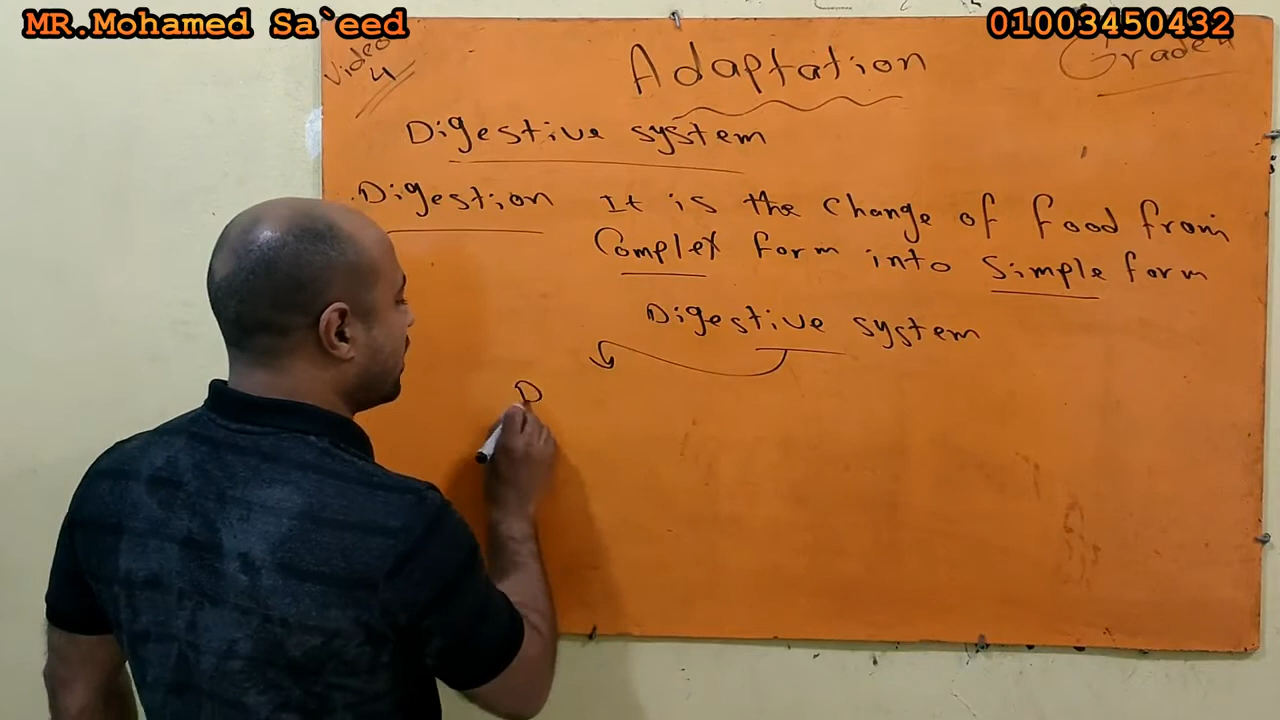 MR.Mohamed Sa`eed
01003450432
Video 4
Adaptation
Grade 4
Digestive system
Digestion It is the change of food from
Complex form into simple form
Digestive system
D